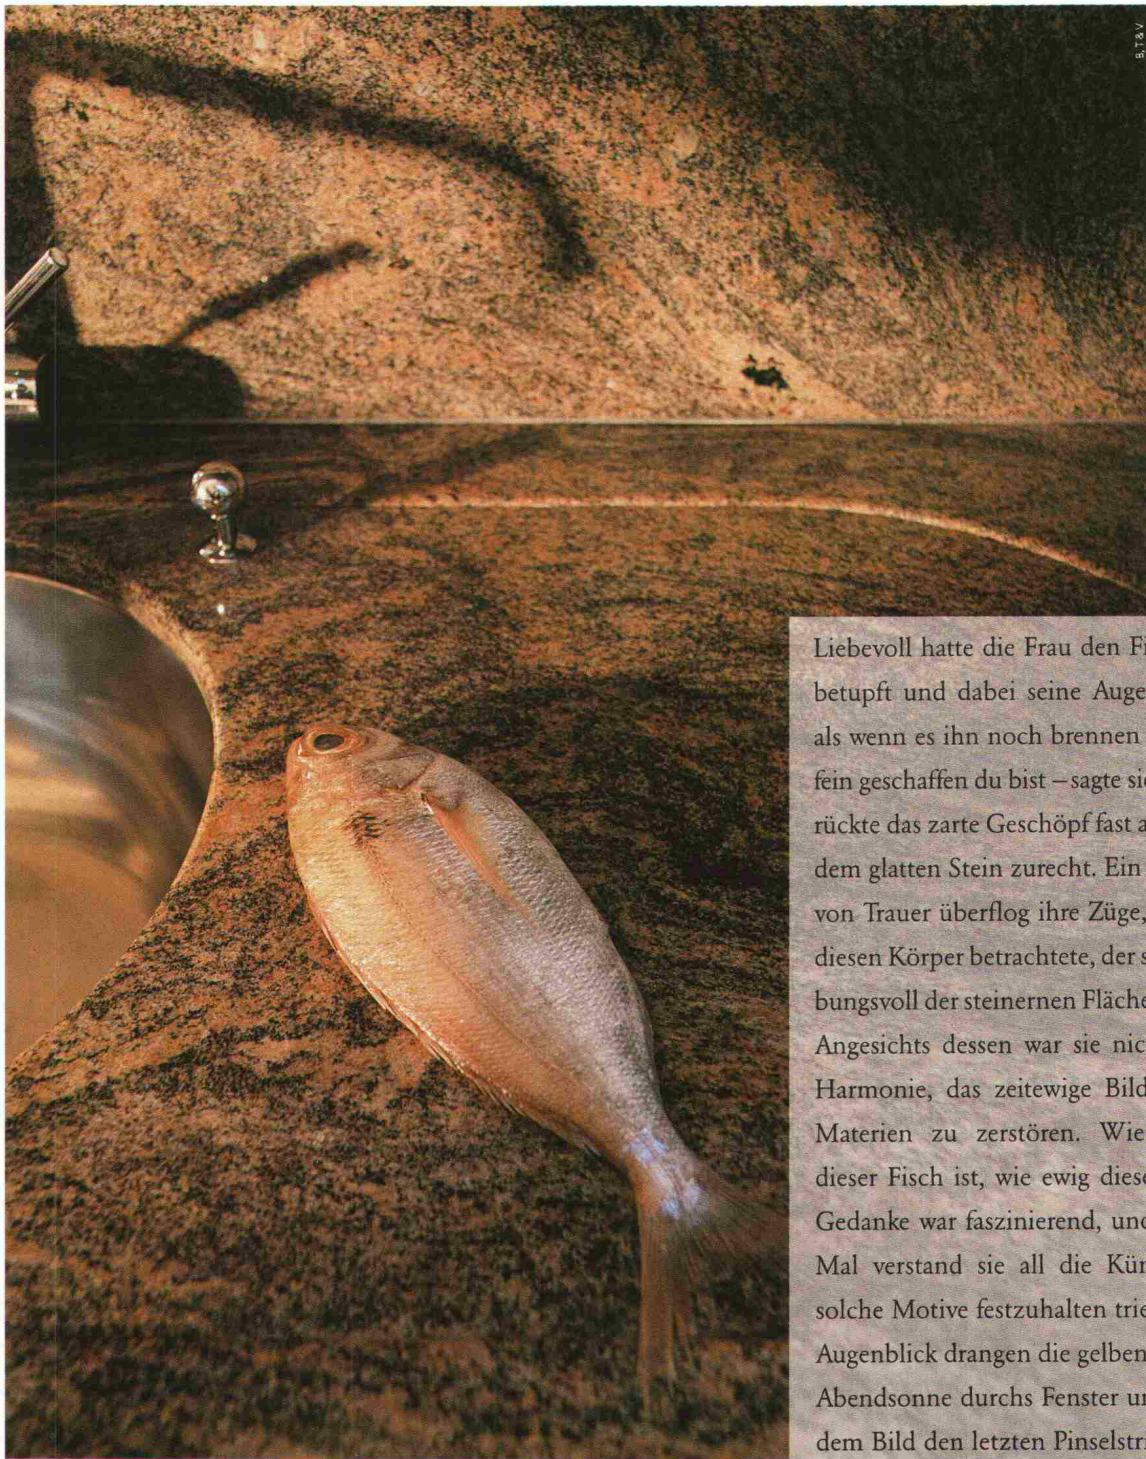 B, T & V
Liebevoll hatte die Frau den Fi
betupft und dabei seine Auge
als wenn es ihn noch brennen
fein geschaffen du bist – sagte sie
rückte das zarte Geschöpf fast a
dem glatten Stein zurecht. Ein
von Trauer überflog ihre Züge,
diesen Körper betrachtete, der s
bungsvoll der steinernen Fläche
Angesichts dessen war sie nic
Harmonie, das zeitewige Bild
Materien zu zerstören. Wie
dieser Fisch ist, wie ewig diese
Gedanke war faszinierend, und
Mal verstand sie all die Kün
solche Motive festzuhalten trie
Augenblick drangen die gelben
Abendsonne durchs Fenster un
dem Bild den letzten Pinselstri